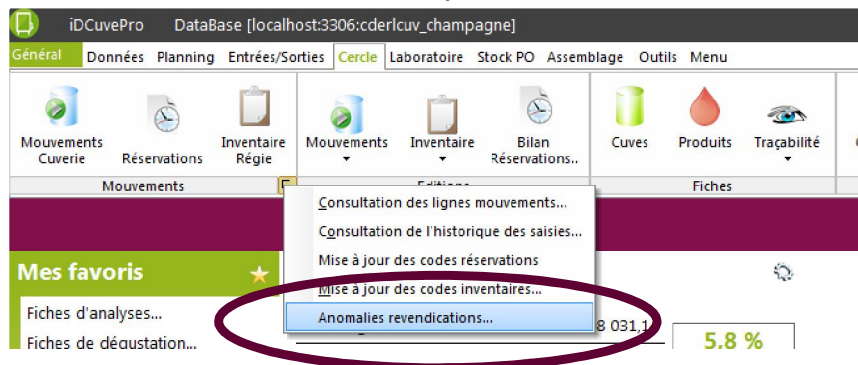 iDCuvePro DataBase [localhost:3306:cderlcuv_champagne]
Général Données Planning Entrées/Sorties Cercle Laboratoire Stock PO Assemblage Outils Menu
Mouvements Cuverie Réservations Inventaire Régie Mouvements Inventaire Bilan Réservations.. Cuves Produits Traçabilité
Mouvements Fiches
Consultation des lignes mouvements...
Consultation de l'historique des saisies...
Mise à jour des codes réservations
Mise à jour des codes inventaires...
Anomalies revendications...
Mes favoris
Fiches d'analyses...
Fiches de dégustation...
8 031,1
5.8 %